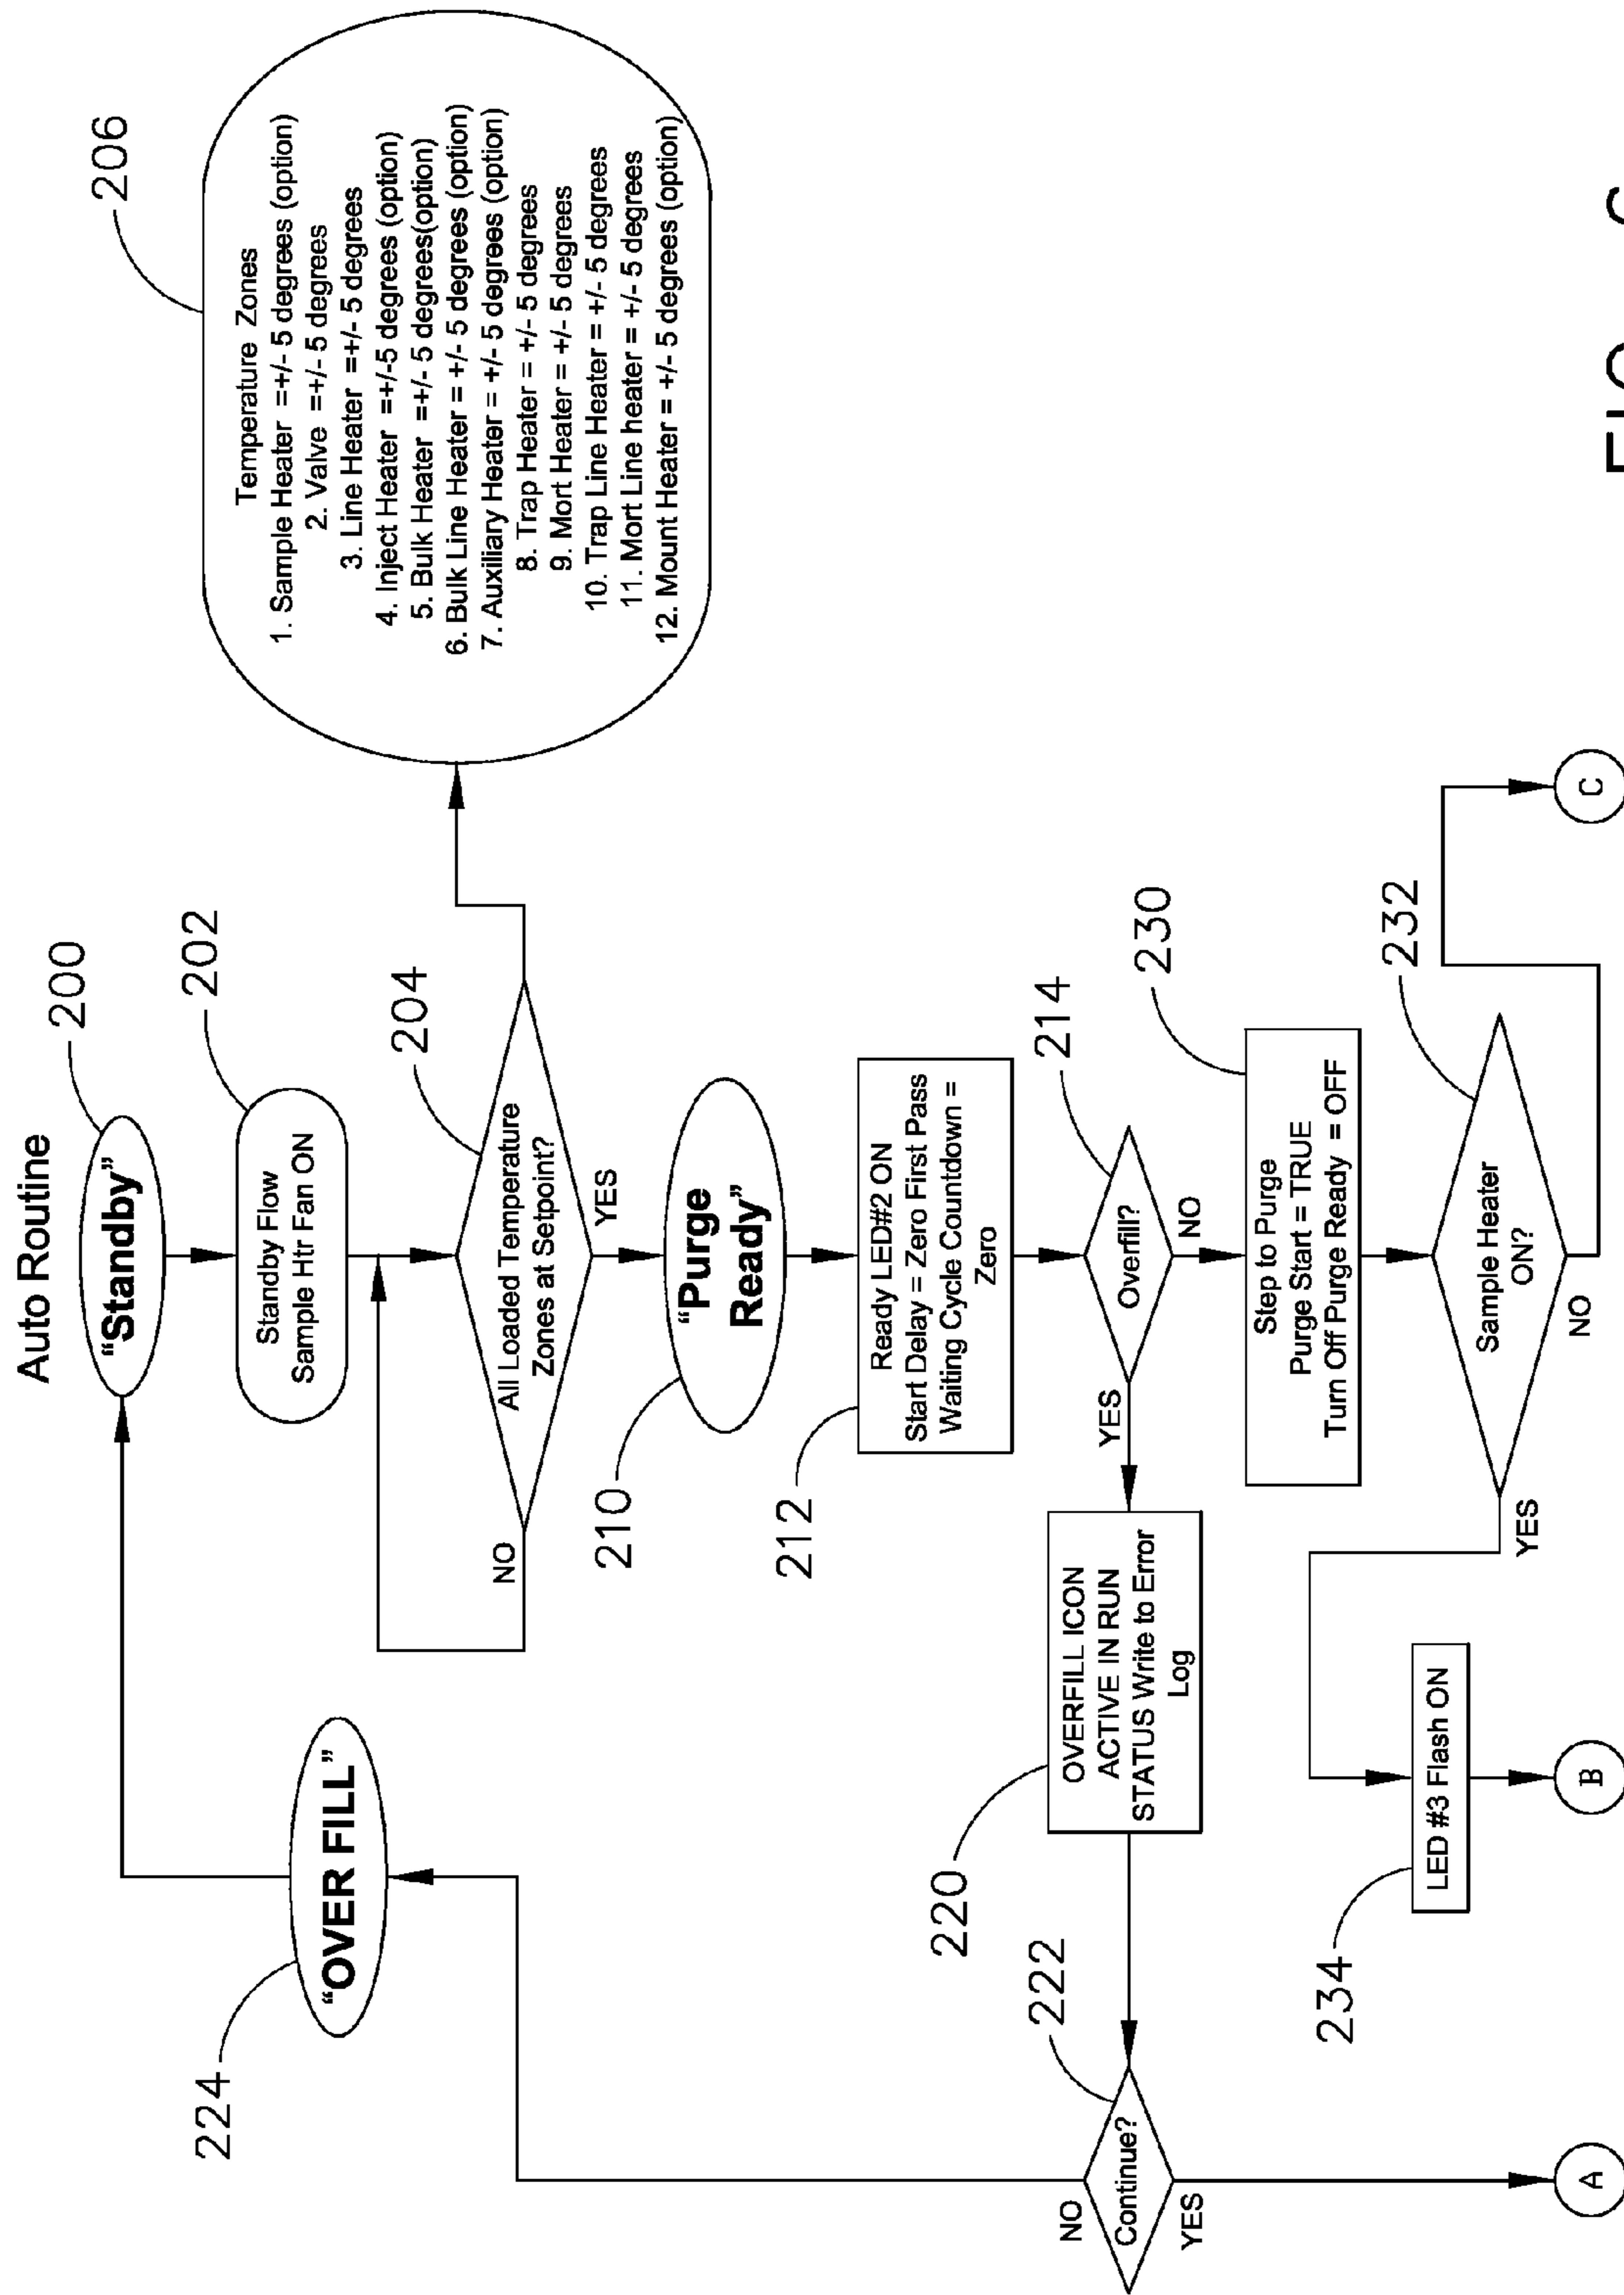 Auto Routine
200
“Standby”
202
Standby Flow
Sample Htr Fan ON
204
All Loaded Temperature
Zones at Setpoint?
NO
YES
206
Temperature Zones
1. Sample Heater =+/- 5 degrees (option)
2. Valve =+/- 5 degrees
3. Line Heater =+/- 5 degrees
4. Inject Heater =+/-5 degrees (option)
5. Bulk Heater =+/- 5 degrees(option)
6. Bulk Line Heater = +/- 5 degrees (option)
7. Auxiliary Heater = +/- 5 degrees (option)
8. Trap Heater = +/- 5 degrees
9. Mort Heater = +/- 5 degrees
10. Trap Line Heater = +/- 5 degrees
11. Mort Line heater = +/- 5 degrees
12. Mount Heater = +/- 5 degrees (option)
210
“Purge
Ready”
212
Ready LED#2 ON
Start Delay = Zero First Pass
Waiting Cycle Countdown =
Zero
214
Overfill?
YES
NO
220
OVERFILL ICON
ACTIVE IN RUN
STATUS Write to Error
Log
222
Continue?
NO
YES
224
“OVER FILL”
230
Step to Purge
Purge Start = TRUE
Turn Off Purge Ready = OFF
232
Sample Heater
ON?
YES
NO
234
LED #3 Flash ON
A
B
C